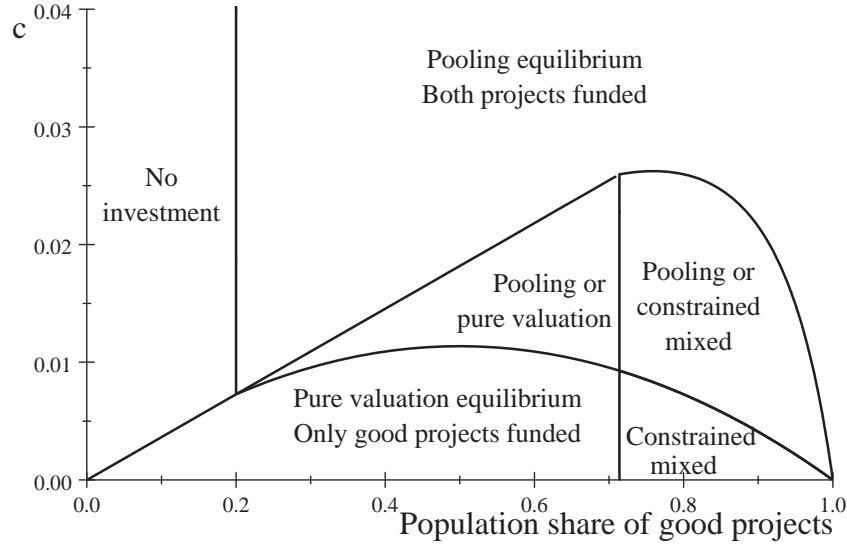 c
0.04
Pooling equilibrium
Both projects funded
0.03
No
investment
0.02
Pooling or
pure valuation
Pooling or
constrained
mixed
0.01
Pure valuation equilibrium
Only good projects funded
Constrained
mixed
0.00
0.0 0.2 0.4 0.6 0.8 1.0
Population share of good projects